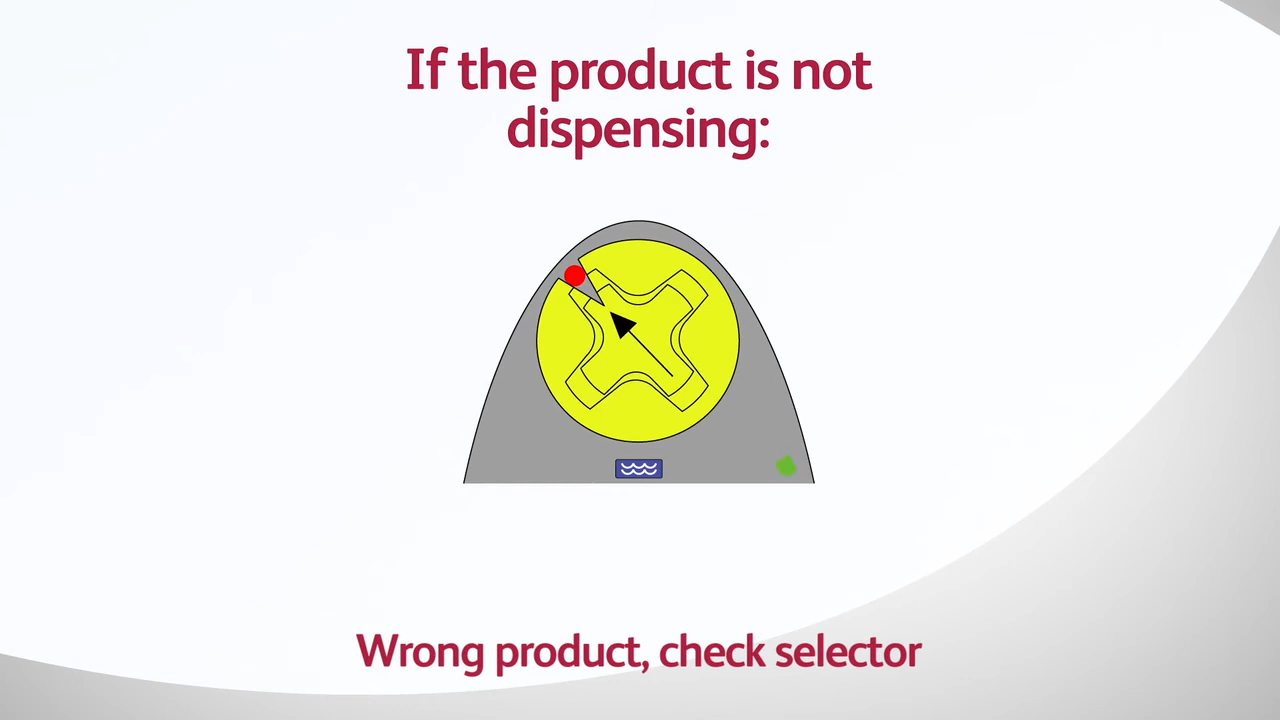 If the product is not
dispensing:
Wrong product, check selector